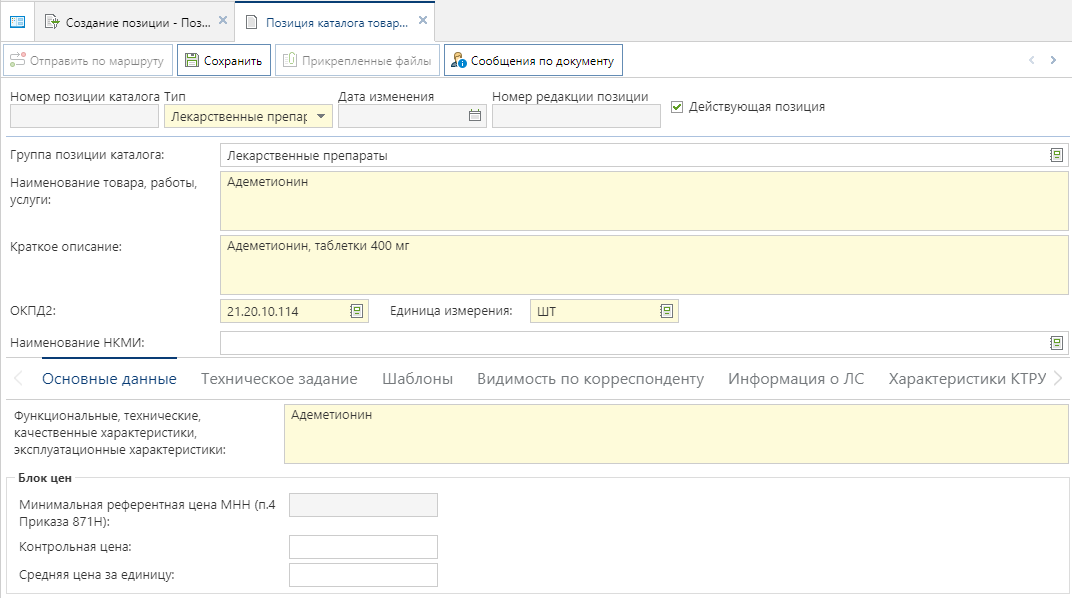 Создание позиции - Поз...
Позиция каталога товар...
Отправить по маршруту
Сохранить
Прикрепленные файлы
Сообщения по документу
Номер позиции каталога Тип Дата изменения Номер редакции позиции
Лекарственные препар
Действующая позиция
Группа позиции каталога: Лекарственные препараты
Наименование товара, работы,
услуги:
Адеметионин
Краткое описание:
Адеметионин, таблетки 400 мг
ОКПД2: 21.20.10.114 Единица измерения: ШТ
Наименование НКМИ:
Основные данные Техническое задание Шаблоны Видимость по корреспонденту Информация о ЛС Характеристики КТРУ
Функциональные, технические,
качественные характеристики,
эксплуатационные характеристики:
Адеметионин
Блок цен
Минимальная референтная цена МНН (п.4
Приказа 871Н):
Контрольная цена:
Средняя цена за единицу: